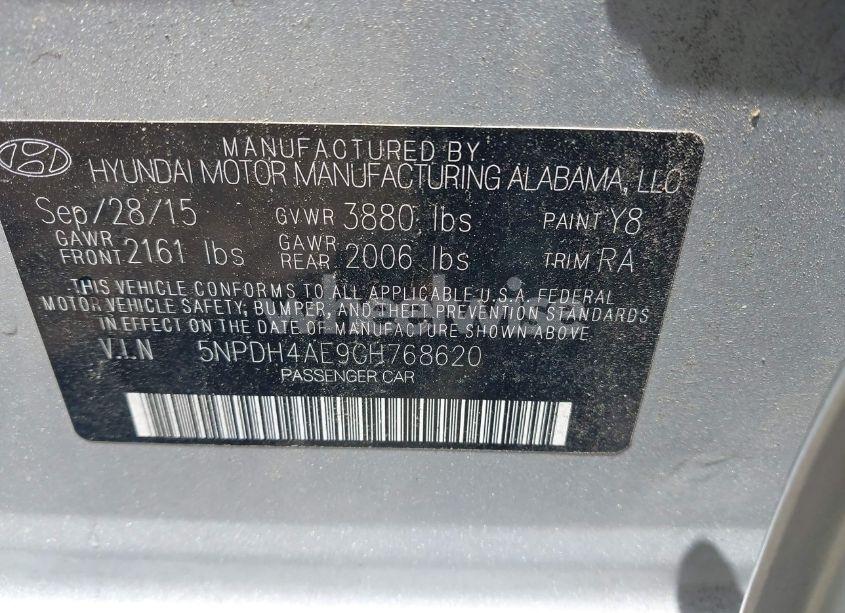 MANUFACTURED BY
HYUNDAI MOTOR MANUFACTURING ALABAMA, LLC
Sep/28/15 GVWR 3880 lbs PAINT Y8
GAWR FRONT 2161 lbs GAWR REAR 2006 lbs TRIM RA
THIS VEHICLE CONFORMS TO ALL APPLICABLE U.S.A. FEDERAL
MOTOR VEHICLE SAFETY, BUMPER, AND THEFT PREVENTION STANDARDS
IN EFFECT ON THE DATE OF MANUFACTURE SHOWN ABOVE
V.I.N 5NPDH4AE9GH768620
PASSENGER CAR